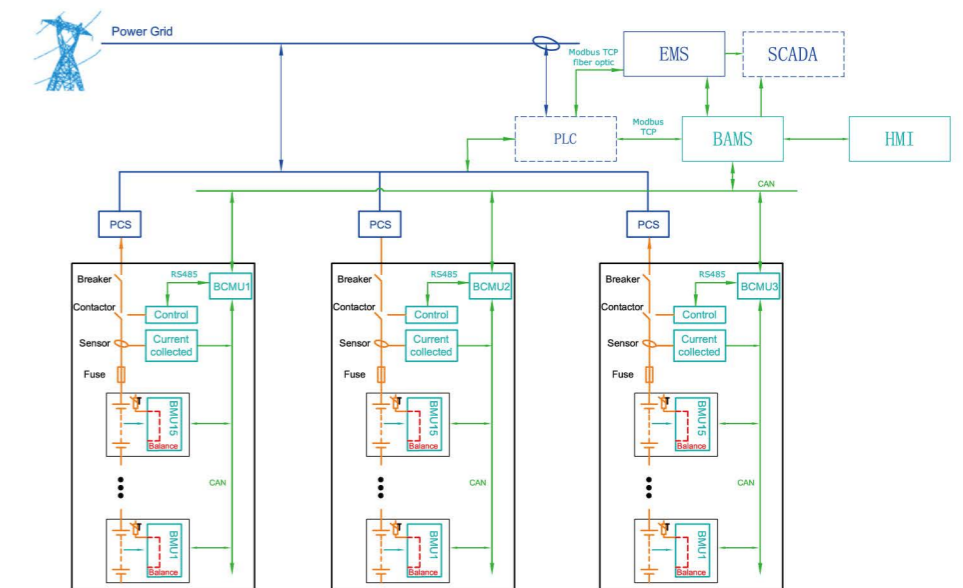 Power Grid
Modbus TCP
fiber optic
EMS
SCADA
PLC
Modbus
TCP
BAMS
HMI
CAN
PCS
PCS
PCS
Breaker
RS485
BCMU1
Contactor
Control
Sensor
Current
collected
Fuse
T
BMU15
Balance
CAN
T
BMU1
Balance
Breaker
RS485
BCMU2
Contactor
Control
Sensor
Current
collected
Fuse
T
BMU15
Balance
CAN
T
BMU1
Balance
Breaker
RS485
BCMU3
Contactor
Control
Sensor
Current
collected
Fuse
T
BMU15
Balance
CAN
T
BMU1
Balance